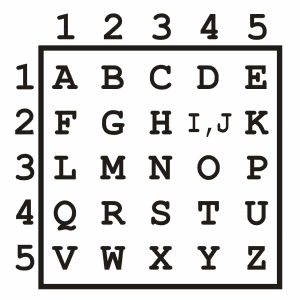 1 2 3 4 5
1 A B C D E
2 F G H I,J K
3 L M N O P
4 Q R S T U
5 V W X Y Z